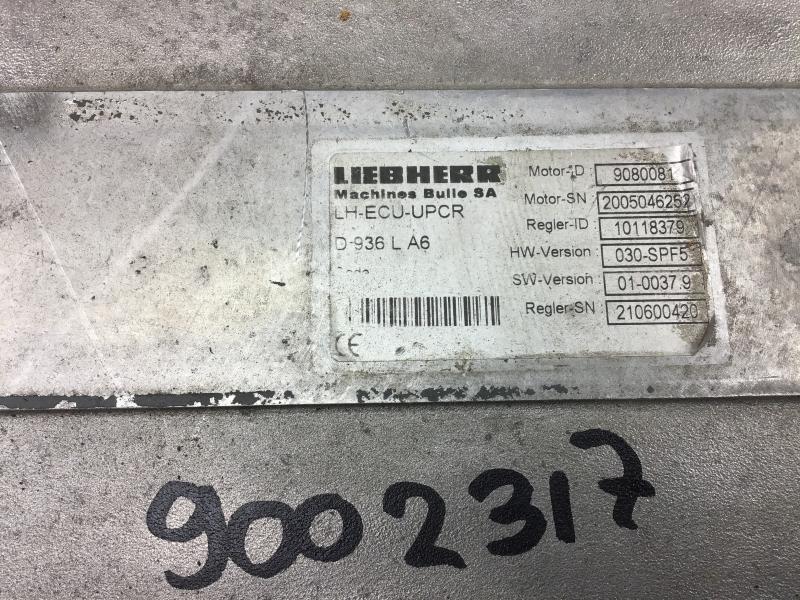 LIEBHERR
Machines Bulle SA
LH-ECU-UPCR
D 936 L A6
Motor-ID 9080081
Motor-SN 2005046252
Regler-ID 10118379
HW-Version 030-SPF5
SW-Version 01-0037.9
Regler-SN 210600420
CE
9002317